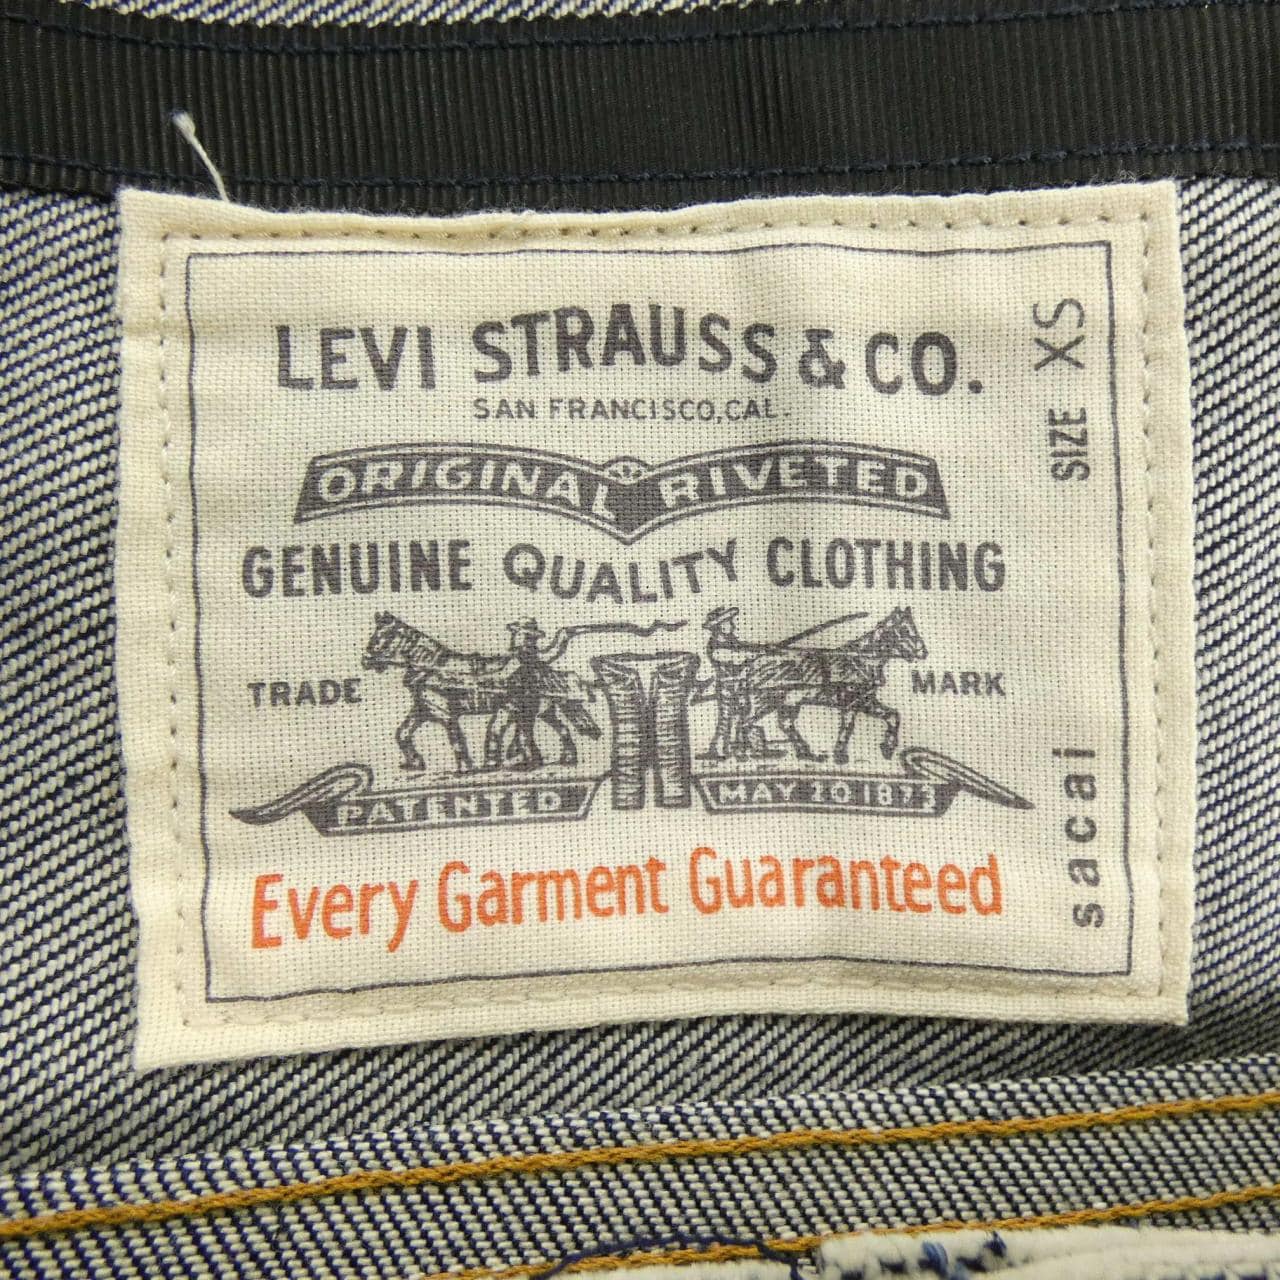 LEVI STRAUSS & CO.
SAN FRANCISCO, CAL.
ORIGINAL RIVETED
GENUINE QUALITY CLOTHING
TRADE MARK
PATENTED MAY 20 1873
Every Garment Guaranteed
SIZE XS
sacai